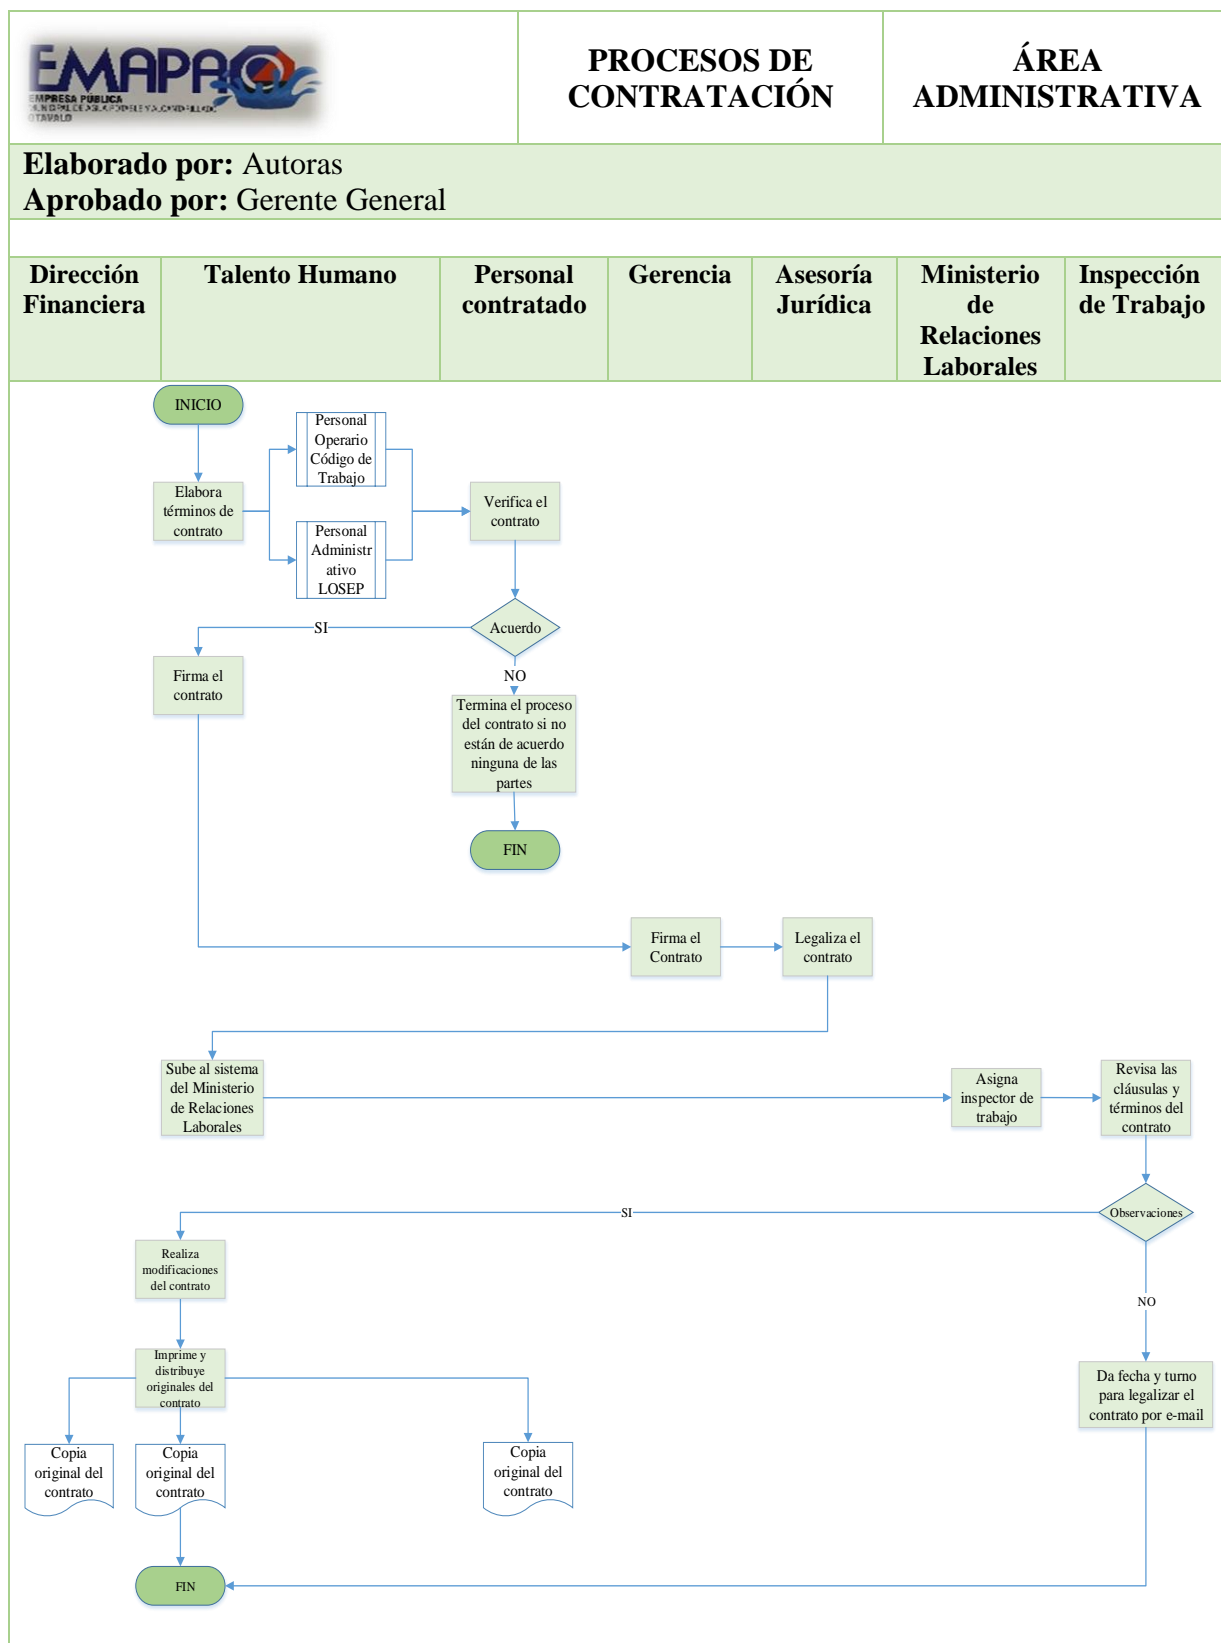 EMAPAO
EMPRESA PÚBLICA
OTAVALO
PROCESOS DE
CONTRATACIÓN
ÁREA
ADMINISTRATIVA
Elaborado por: Autoras
Aprobado por: Gerente General
Dirección
Financiera
Talento Humano
Personal
contratado
Gerencia
Asesoría
Jurídica
Ministerio
de
Relaciones
Laborales
Inspección
de Trabajo
INICIO
Personal
Operario
Código de
Trabajo
Elabora
términos de
contrato
Personal
Administr
ativo
LOSEP
Verifica el
contrato
Acuerdo
SI
NO
Firma el
contrato
Termina el proceso
del contrato si no
están de acuerdo
ninguna de las
partes
FIN
Firma el
Contrato
Legaliza el
contrato
Sube al sistema
del Ministerio
de Relaciones
Laborales
Asigna
inspector de
trabajo
Revisa las
cláusulas y
términos del
contrato
Observaciones
SI
NO
Realiza
modificaciones
del contrato
Imprime y
distribuye
originales del
contrato
Da fecha y turno
para legalizar el
contrato por e-mail
Copia
original del
contrato
Copia
original del
contrato
Copia
original del
contrato
FIN